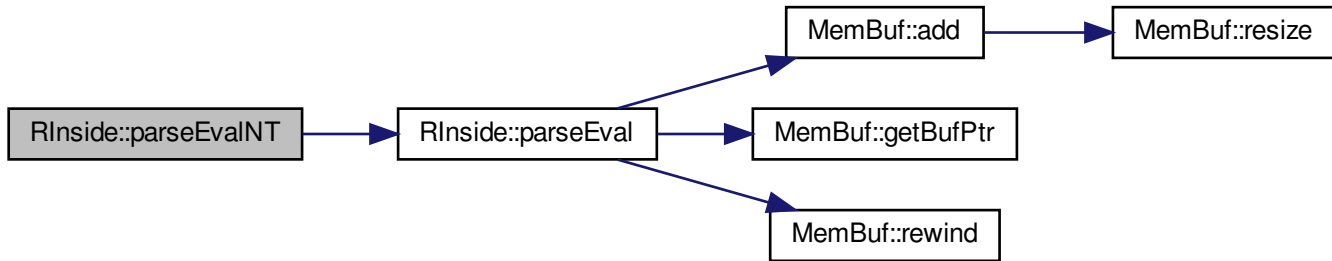 MemBuf::add
MemBuf::resize
RInside::parseEvalNT
RInside::parseEval
MemBuf::getBufPtr
MemBuf::rewind